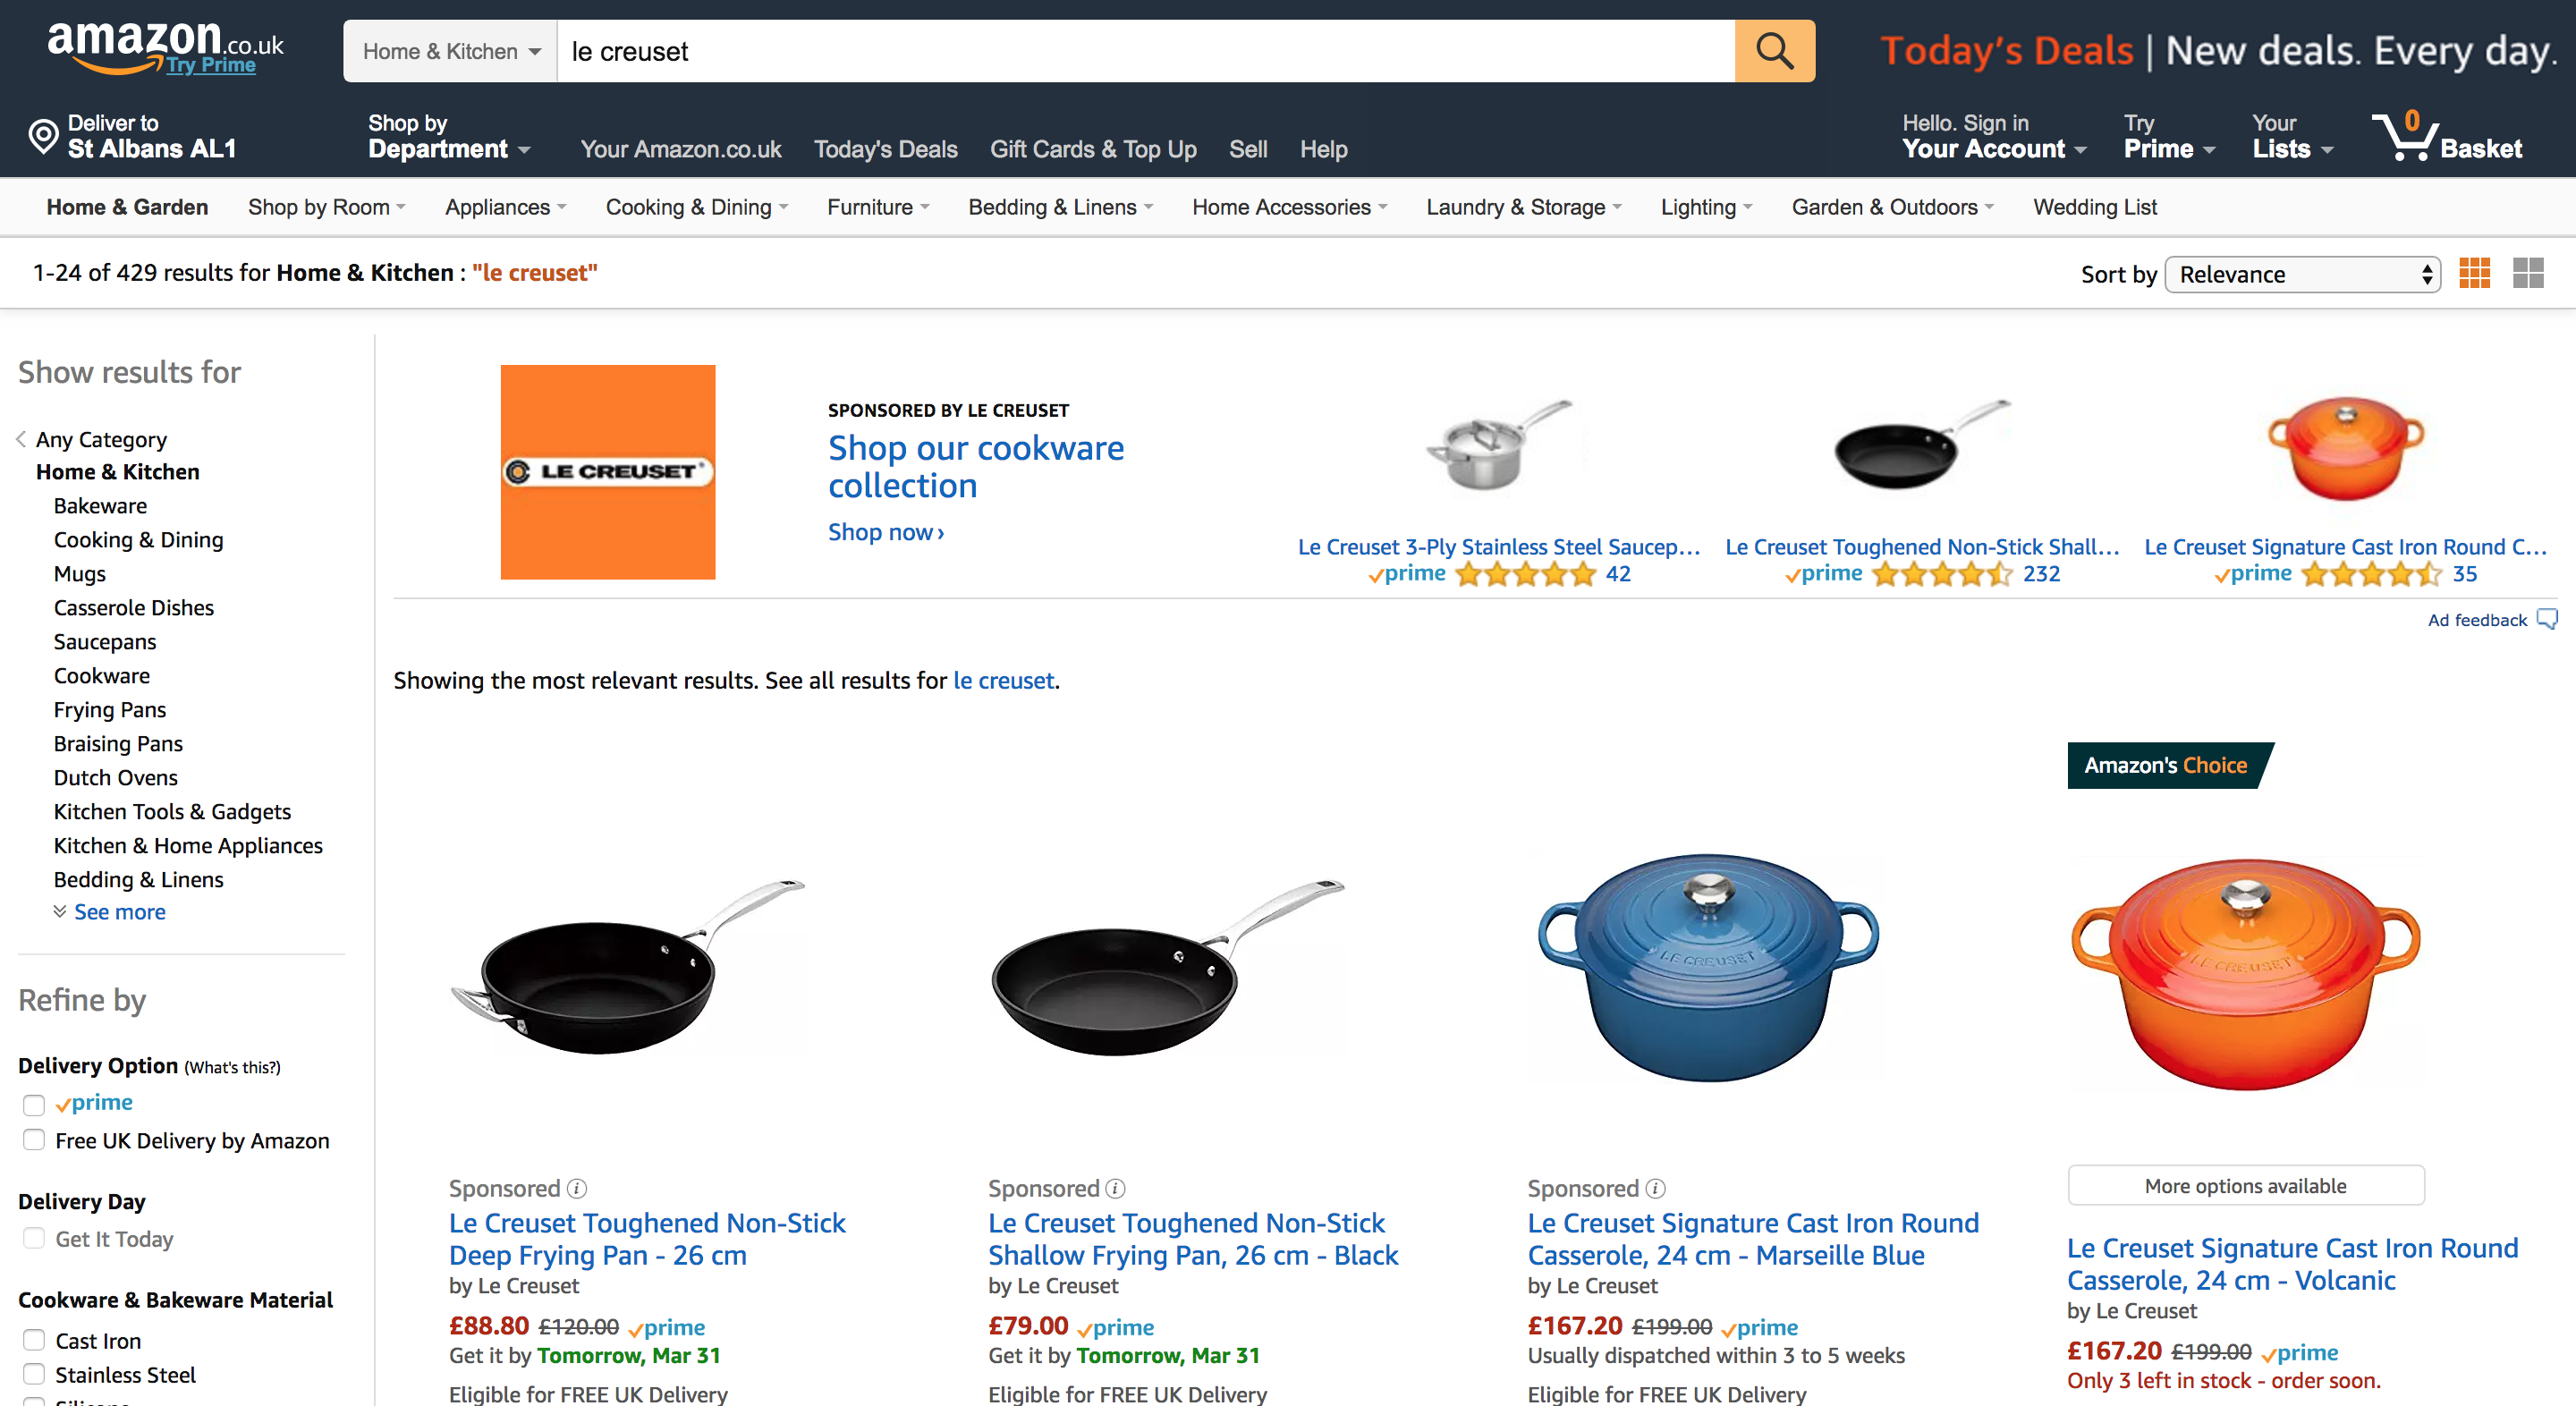 amazon.co.uk
Try Prime
Home & Kitchen
le creuset
Today's Deals | New deals. Every day.
Deliver to
St Albans AL1
Shop by
Department
Your Amazon.co.uk
Today's Deals
Gift Cards & Top Up
Sell
Help
Hello. Sign in
Your Account
Try
Prime
Your
Lists
0
Basket
Home & Garden
Shop by Room
Appliances
Cooking & Dining
Furniture
Bedding & Linens
Home Accessories
Laundry & Storage
Lighting
Garden & Outdoors
Wedding List
1-24 of 429 results for Home & Kitchen : "le creuset"
Sort by Relevance
Show results for
Any Category
Home & Kitchen
Bakeware
Cooking & Dining
Mugs
Casserole Dishes
Saucepans
Cookware
Frying Pans
Braising Pans
Dutch Ovens
Kitchen Tools & Gadgets
Kitchen & Home Appliances
Bedding & Linens
See more
Refine by
Delivery Option (What's this?)
prime
Free UK Delivery by Amazon
Delivery Day
Get It Today
Cookware & Bakeware Material
Cast Iron
Stainless Steel
LE CREUSET
SPONSORED BY LE CREUSET
Shop our cookware
collection
Shop now ›
Le Creuset 3-Ply Stainless Steel Saucep...
prime 42
Le Creuset Toughened Non-Stick Shall...
prime 232
Le Creuset Signature Cast Iron Round C...
prime 35
Ad feedback
Showing the most relevant results. See all results for le creuset.
Sponsored
Le Creuset Toughened Non-Stick
Deep Frying Pan - 26 cm
by Le Creuset
£88.80 £120.00 prime
Get it by Tomorrow, Mar 31
Eligible for FREE UK Delivery
Sponsored
Le Creuset Toughened Non-Stick
Shallow Frying Pan, 26 cm - Black
by Le Creuset
£79.00 prime
Get it by Tomorrow, Mar 31
Eligible for FREE UK Delivery
LE CREUSET
Sponsored
Le Creuset Signature Cast Iron Round
Casserole, 24 cm - Marseille Blue
by Le Creuset
£167.20 £199.00 prime
Usually dispatched within 3 to 5 weeks
Eligible for FREE UK Delivery
Amazon's Choice
LE CREUSET
More options available
Le Creuset Signature Cast Iron Round
Casserole, 24 cm - Volcanic
by Le Creuset
£167.20 £199.00 prime
Only 3 left in stock - order soon.